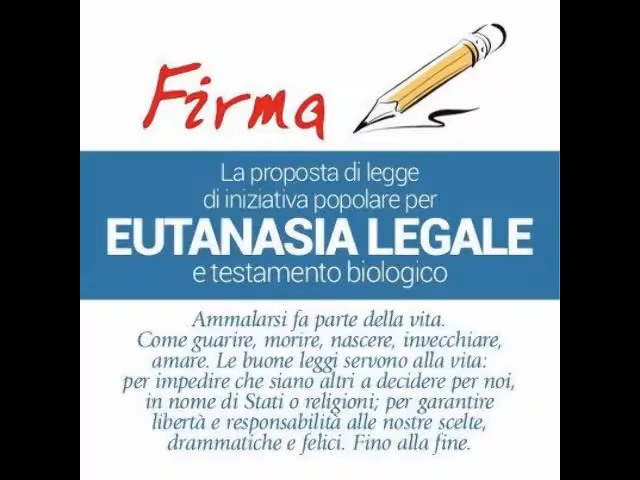 Firma
La proposta di legge
di iniziativa popolare per
EUTANASIA LEGALE
e testamento biologico
Ammalarsi fa parte della vita.
Come guarire, morire, nascere, invecchiare,
amare. Le buone leggi servono alla vita:
per impedire che siano altri a decidere per noi,
in nome di Stati o religioni; per garantire
libertà e responsabilità alle nostre scelte,
drammatiche e felici. Fino alla fine.